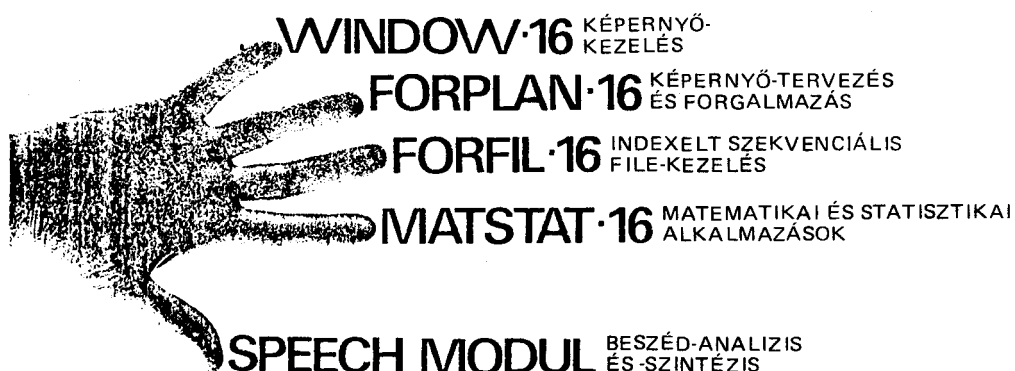 WINDOW·16 KÉPERNYŐ-
KEZELÉS
FORPLAN·16 KÉPERNYŐ-TERVEZÉS
ÉS FORGALMAZÁS
FORFIL·16 INDEXELT SZEKVENCIÁLIS
FILE-KEZELÉS
MATSTAT·16 MATEMATIKAI ÉS STATISZTIKAI
ALKALMAZÁSOK
SPEECH MODUL BESZÉD-ANALIZIS
ÉS -SZINTÉZIS